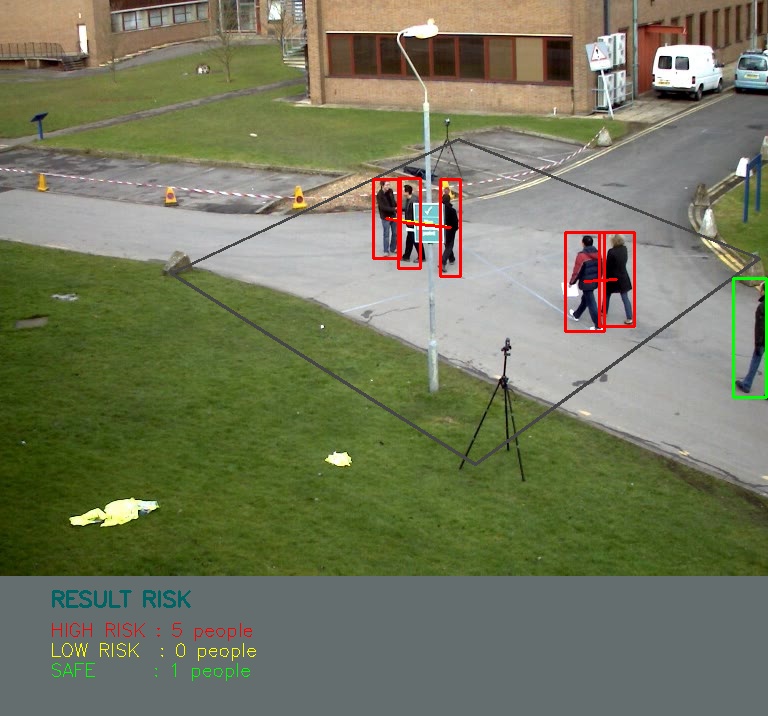 RESULT RISK
HIGH RISK : 5 people
LOW RISK : 0 people
SAFE : 1 people